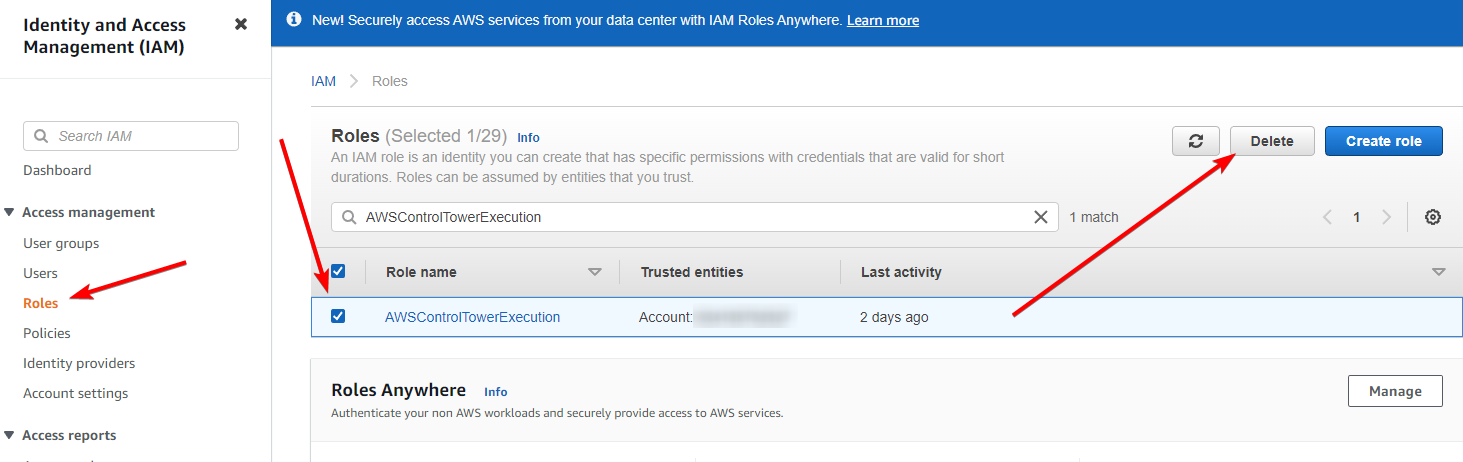 Identity and Access
Management (IAM)
New! Securely access AWS services from your data center with IAM Roles Anywhere. Learn more
Search IAM
Dashboard
Access management
User groups
Users
Roles
Policies
Identity providers
Account settings
Access reports
IAM
Roles
Roles (Selected 1/29) Info
An IAM role is an identity you can create that has specific permissions with credentials that are valid for short
durations. Roles can be assumed by entities that you trust.
Delete
Create role
AWSControlTowerExecution
1 match
1
Role name
Trusted entities
Last activity
AWSControlTowerExecution
Account:
2 days ago
Roles Anywhere Info
Authenticate your non AWS workloads and securely provide access to AWS services.
Manage